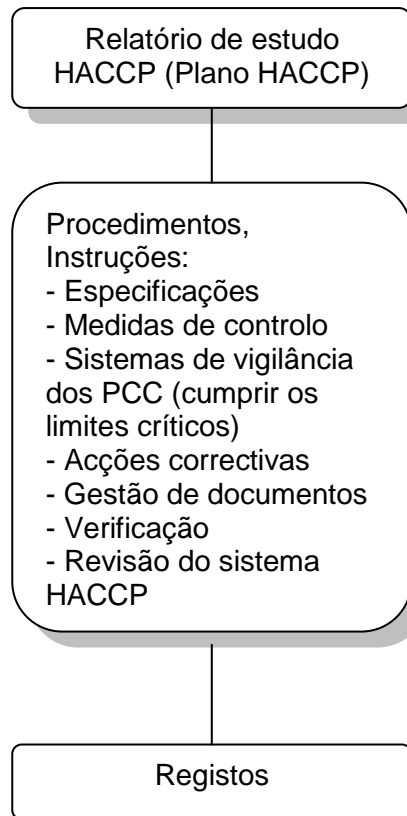 Relatório de estudo
HACCP (Plano HACCP)
Procedimentos,
Instruções:
- Especificações
- Medidas de controlo
- Sistemas de vigilância
dos PCC (cumprir os
limites críticos)
- Acções correctivas
- Gestão de documentos
- Verificação
- Revisão do sistema
HACCP
Registos